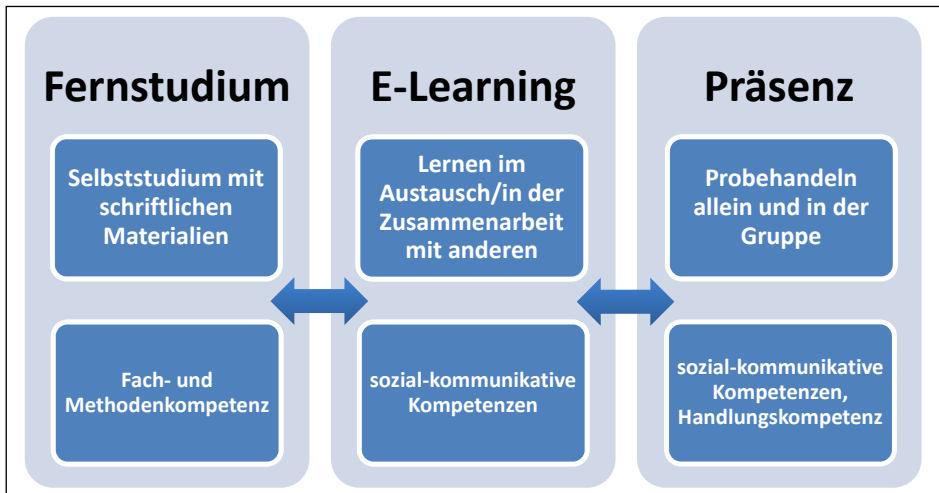 Fernstudium
Selbststudium mit
schriftlichen
Materialien
Fach- und
Methodenkompetenz
E-Learning
Lernen im
Austausch/in der
Zusammenarbeit
mit anderen
sozial-kommunikative
Kompetenzen
Präsenz
Probehandeln
allein und in der
Gruppe
sozial-kommunikative
Kompetenzen,
Handlungskompetenz